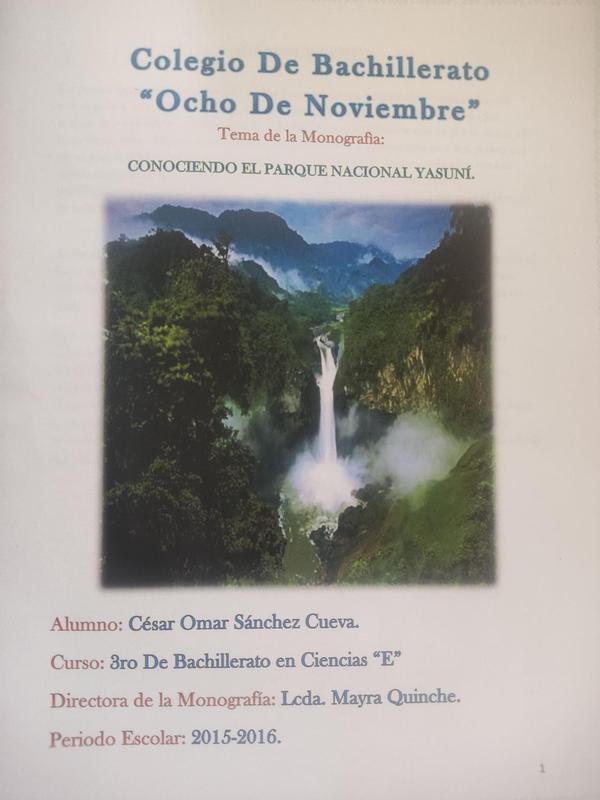 Colegio De Bachillerato
“Ocho De Noviembre”
Tema de la Monografia:
CONOCIENDO EL PARQUE NACIONAL YASUNÍ.
Alumno: César Omar Sánchez Cueva.
Curso: 3ro De Bachillerato en Ciencias “E”
Directora de la Monografía: Lcda. Mayra Quinche.
Periodo Escolar: 2015-2016.
1